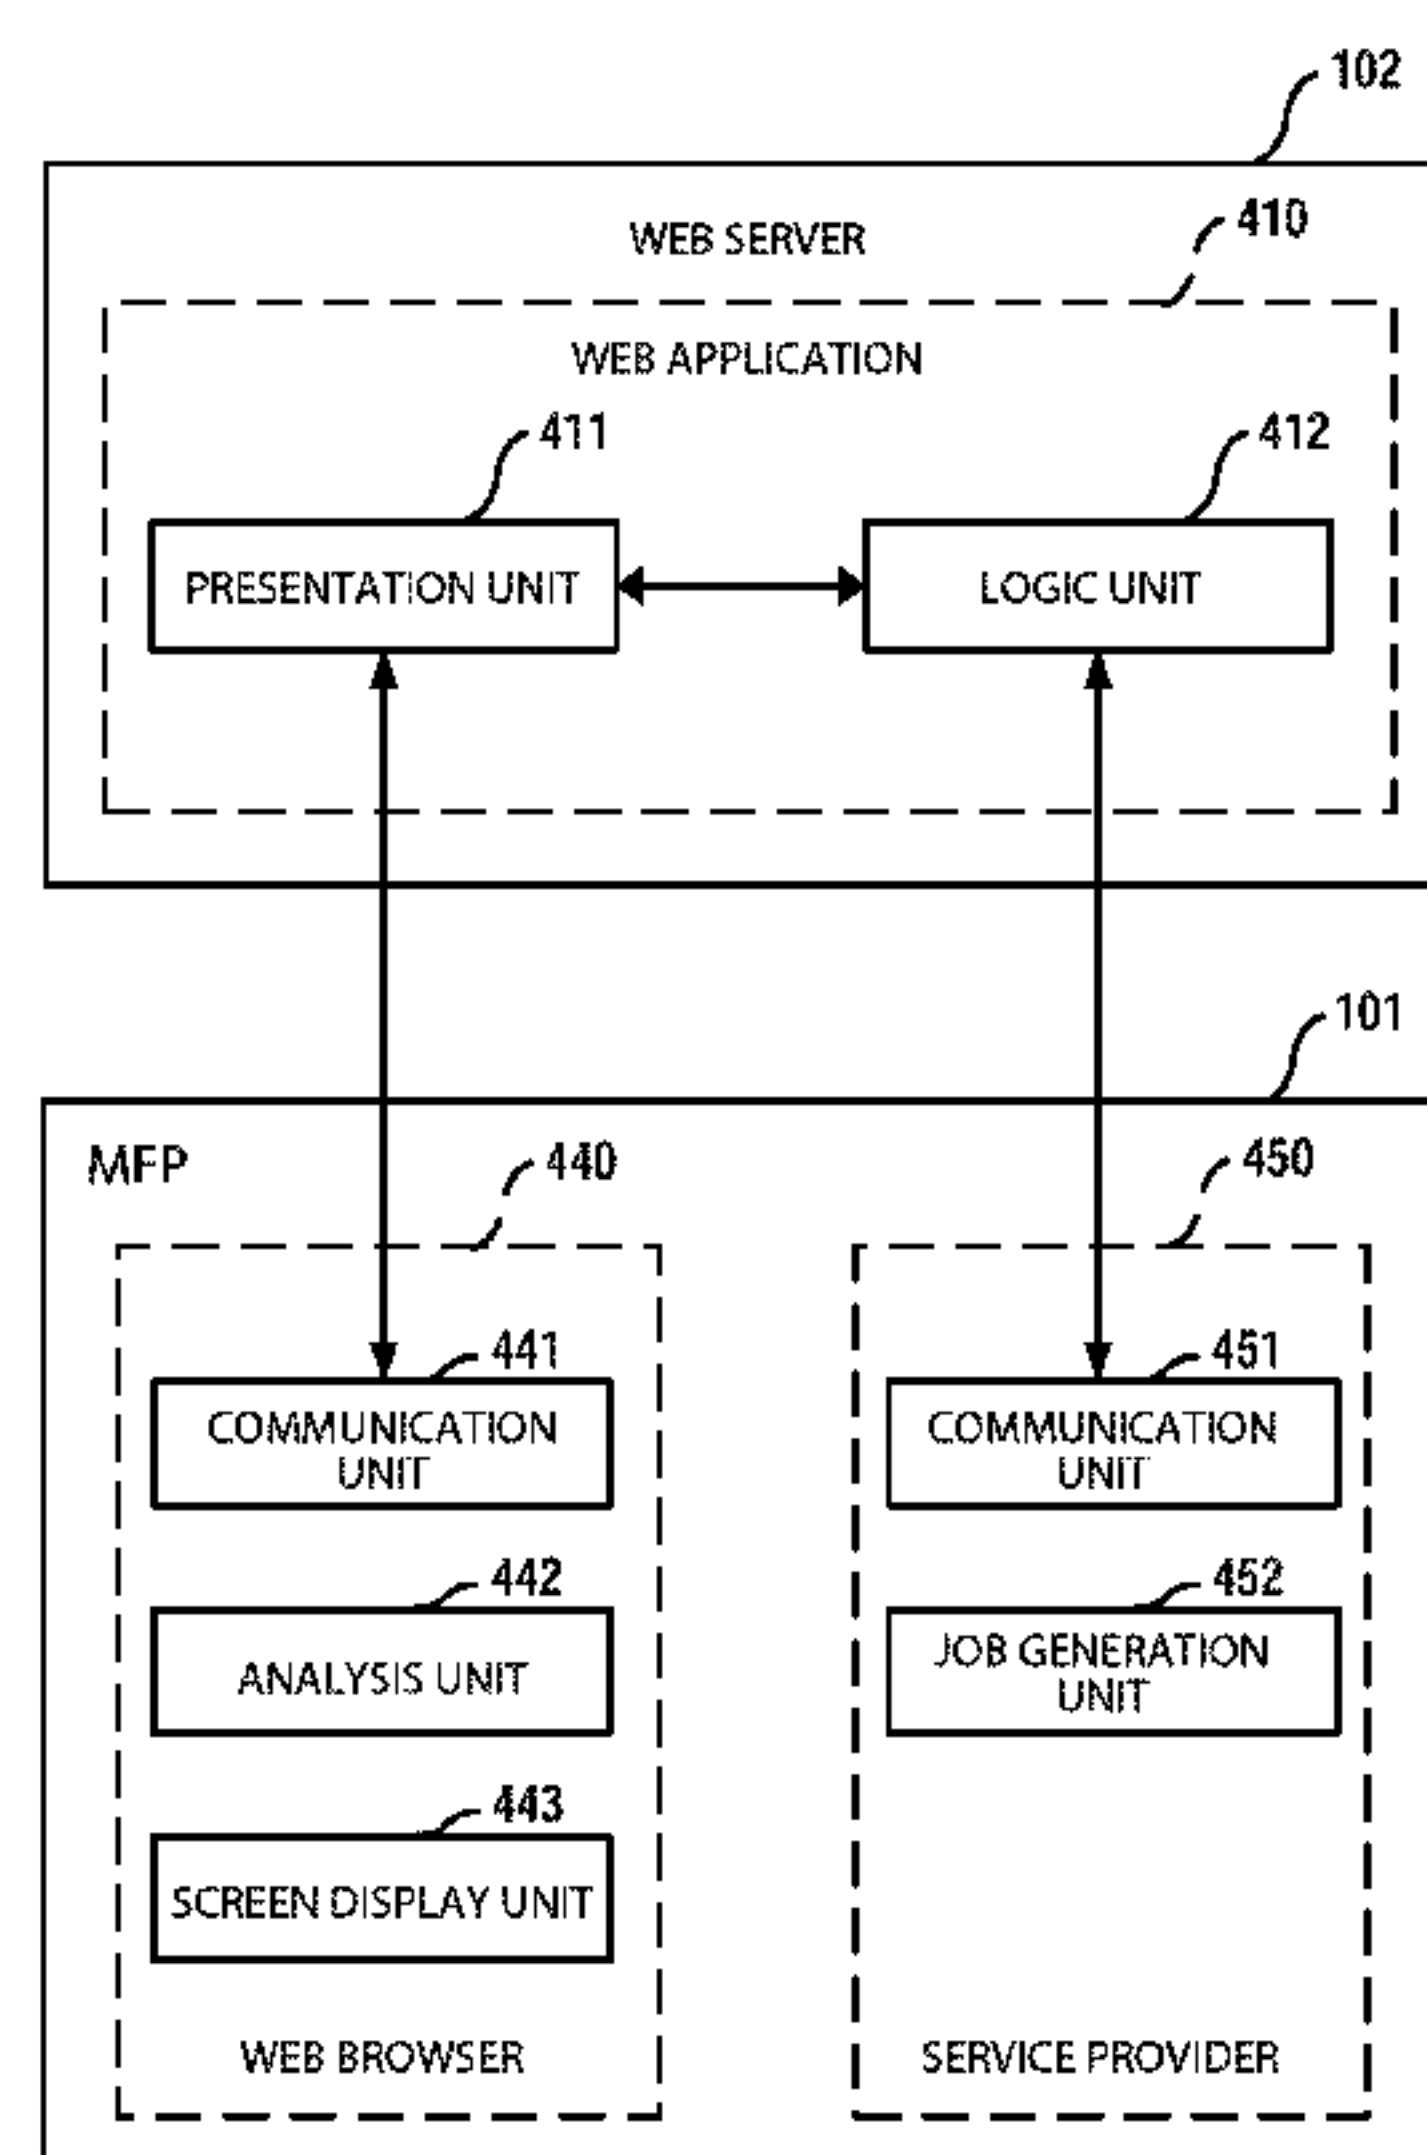 102
WEB SERVER
410
WEB APPLICATION
411
412
PRESENTATION UNIT
LOGIC UNIT
101
MFP
440
450
441
451
COMMUNICATION
UNIT
COMMUNICATION
UNIT
442
452
ANALYSIS UNIT
JOB GENERATION
UNIT
443
SCREEN DISPLAY UNIT
WEB BROWSER
SERVICE PROVIDER